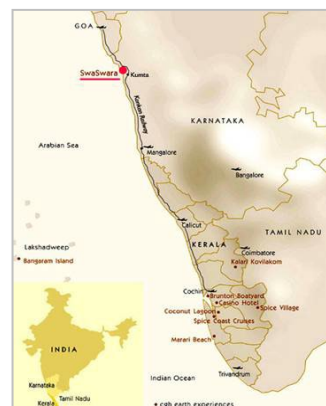 GOA
SwaSwara
Kumta
Konkan Railway
KARNATAKA
Arabian Sea
Mangalore
Bangalore
TAMIL NADU
Calicut
Lakshadweep
KERALA
Coimbatore
Bangaram Island
Kalari Kovilakom
Cochin
Brunton Boatyard
Casino Hotel
Coconut Lagoon
Spice Village
Spice Coast Cruises
Marari Beach
INDIA
Indian Ocean
Trivandrum
Karnataka
Tamil Nadu
Kerala
cgh earth experiences